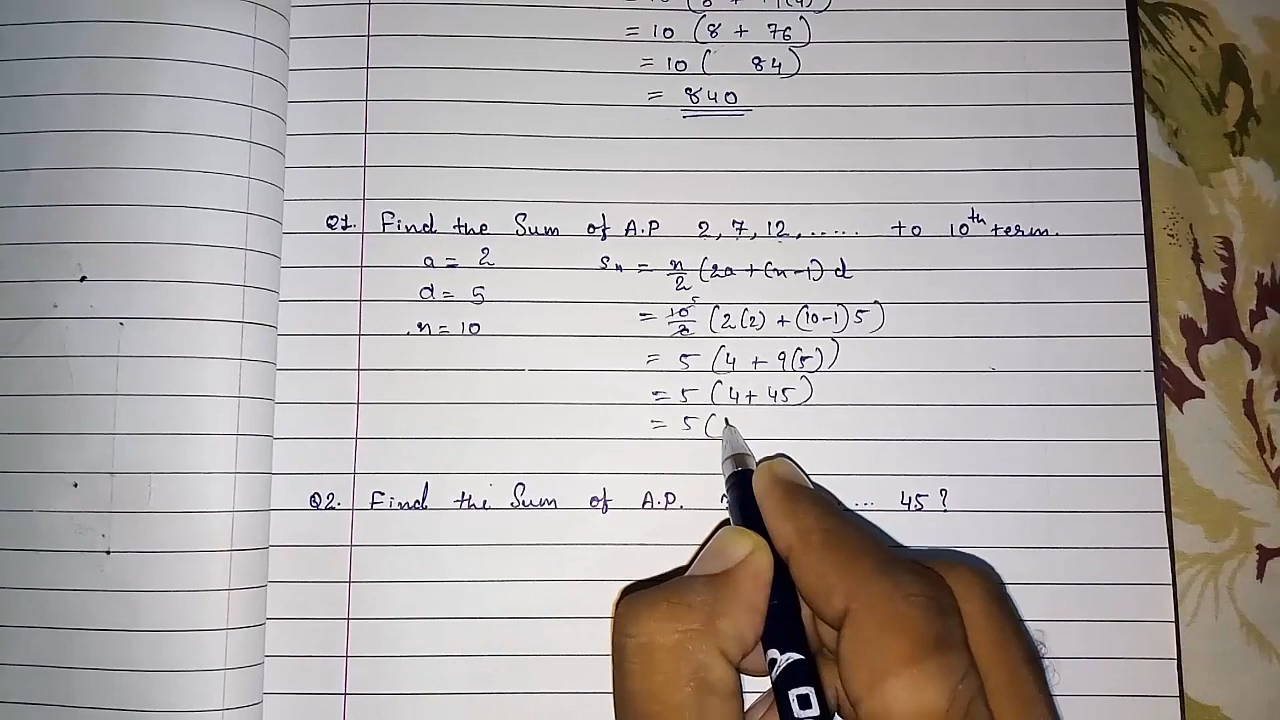 = 10 (8 + 76)
= 10 ( 84)
= 840
Q1. Find the Sum of A.P 2, 7, 12, ..... to 10th term.
a = 2
d = 5
n = 10
Sn = n/2 (2a + (n-1) d
= 10/2 5 (2(2) + (10-1) 5)
= 5 (4 + 9(5))
= 5 (4 + 45)
= 5 (
Q2. Find the Sum of A.P. ... 45 ?